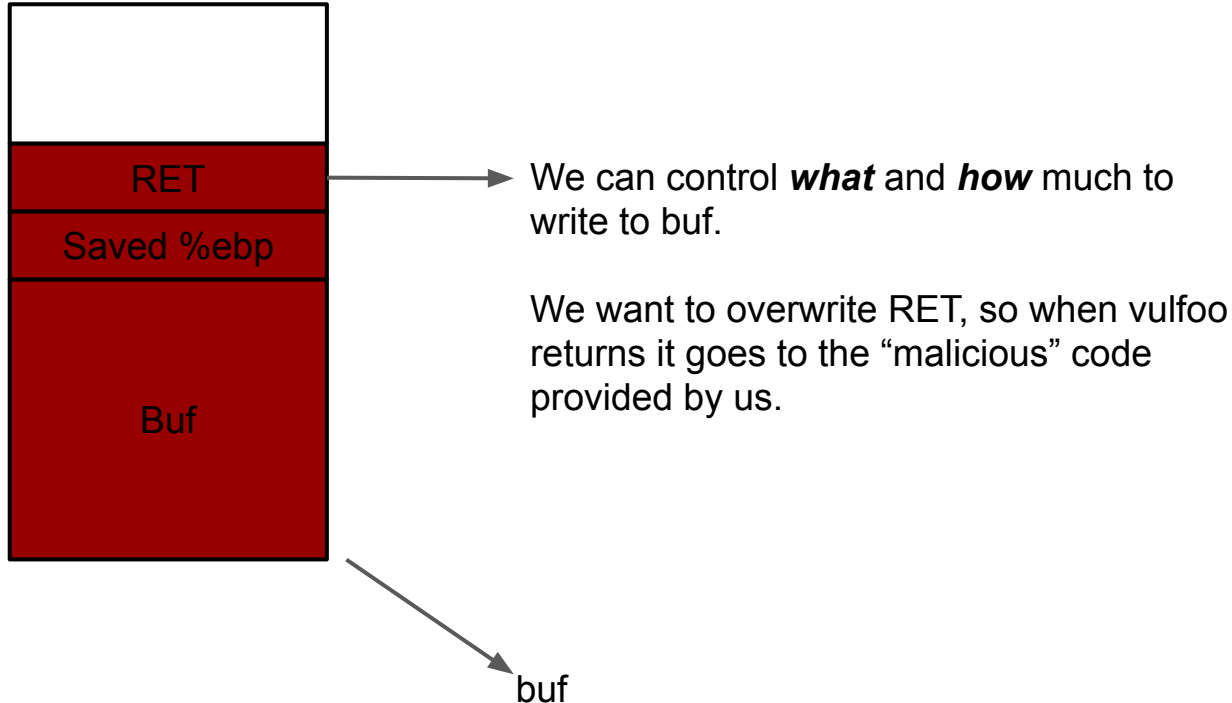 RET
Saved %ebp
Buf
We can control what and how much to
write to buf.
We want to overwrite RET, so when vulfoo
returns it goes to the “malicious” code
provided by us.
buf